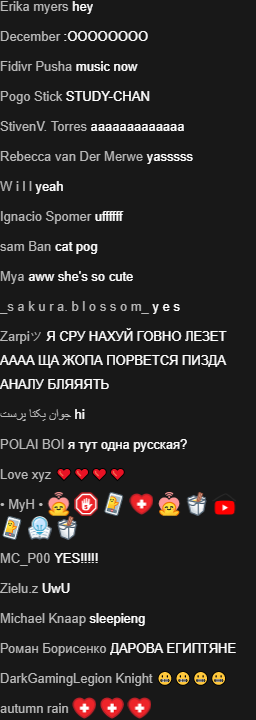 Erika myers hey
December :OOOOOOOO
Fidivr Pusha music now
Pogo Stick STUDY-CHAN
StivenV. Torres aaaaaaaaaaaaa
Rebecca van Der Merwe yasssss
W i l l yeah
Ignacio Spomer uffffff
sam Ban cat pog
Mya aww she's so cute
_s a k u r a. b l o s s o m_ y e s
Zarpiツ Я СРУ НАХУЙ ГОВНО ЛЕЗЕТ
АААА ЩА ЖОПА ПОРВЕТСЯ ПИЗДА
АНАЛУ БЛЯЯЯТЬ
جوان یکتا پرست hi
POLAI BOI я тут одна русская?
Love xyz ❤❤❤❤
• MyH •
MC_P00 YES!!!!!
Zielu.z UwU
Michael Knaap sleepieng
Роман Борисенко ДАРОВА ЕГИПТЯНЕ
DarkGamingLegion Knight 😬😬😬😬
autumn rain